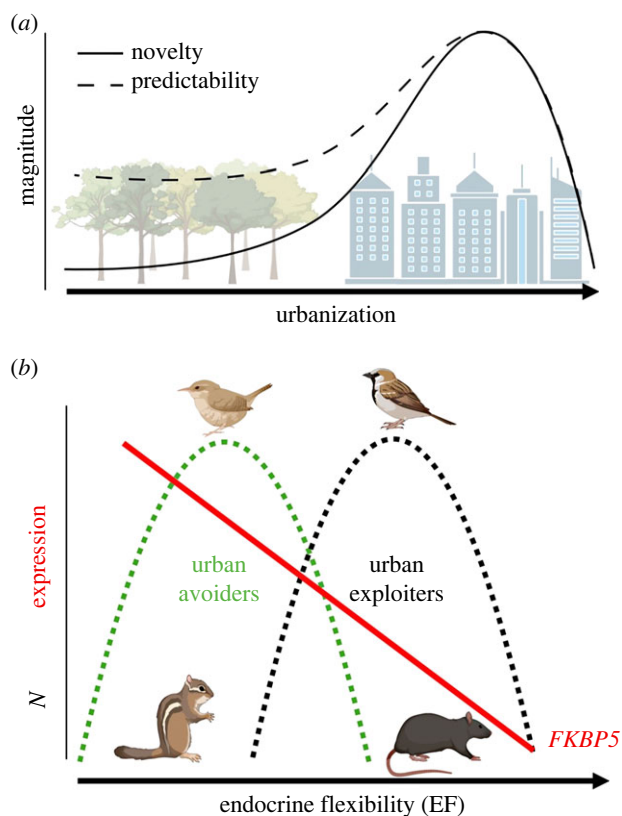 (a)
novelty
predictability
magnitude
urbanization
(b)
expression
N
urban
avoiders
urban
exploiters
FKBP5
endocrine flexibility (EF)